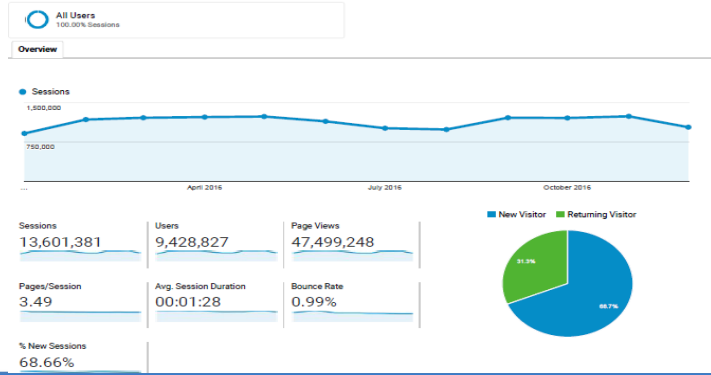 All Users
100.00% Sessions
Overview
Sessions
1,500,000
750,000
...
April 2016
July 2016
October 2016
Sessions
13,601,381
Users
9,428,827
Page Views
47,499,248
Pages/Session
3.49
Avg. Session Duration
00:01:28
Bounce Rate
0.99%
% New Sessions
68.66%
New Visitor
Returning Visitor
31.3%
68.7%